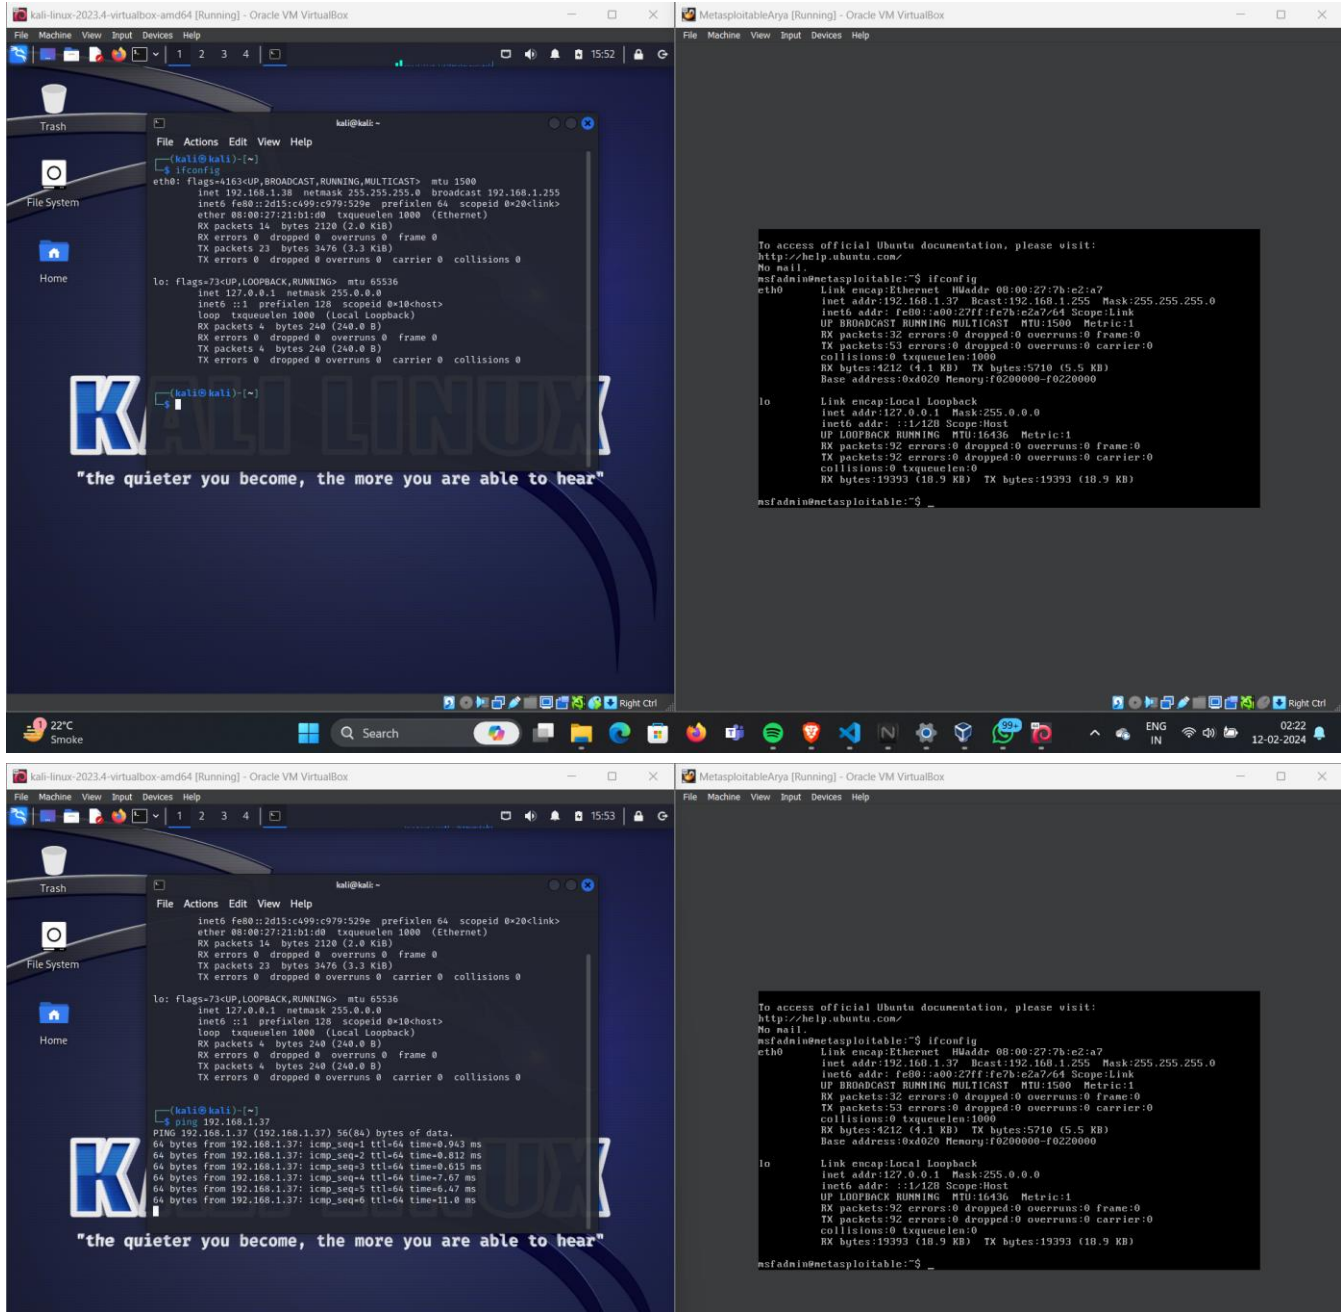 kali-linux-2023.4-virtualbox-amd64 [Running] - Oracle VM VirtualBox
File Machine View Input Devices Help
1 2 3 4
15:52
Trash
File System
Home
kali@kali: ~
File Actions Edit View Help
┌──(kali㉿kali)-[~]
└─$ ifconfig
eth0: flags=4163<UP,BROADCAST,RUNNING,MULTICAST> mtu 1500
inet 192.168.1.38 netmask 255.255.255.0 broadcast 192.168.1.255
inet6 fe80::2d15:c499:c979:529e prefixlen 64 scopeid 0×20<link>
ether 08:00:27:21:b1:d0 txqueuelen 1000 (Ethernet)
RX packets 14 bytes 2120 (2.0 KiB)
RX errors 0 dropped 0 overruns 0 frame 0
TX packets 23 bytes 3476 (3.3 KiB)
TX errors 0 dropped 0 overruns 0 carrier 0 collisions 0
lo: flags=73<UP,LOOPBACK,RUNNING> mtu 65536
inet 127.0.0.1 netmask 255.0.0.0
inet6 ::1 prefixlen 128 scopeid 0×10<host>
loop txqueuelen 1000 (Local Loopback)
RX packets 4 bytes 240 (240.0 B)
RX errors 0 dropped 0 overruns 0 frame 0
TX packets 4 bytes 240 (240.0 B)
TX errors 0 dropped 0 overruns 0 carrier 0 collisions 0
┌──(kali㉿kali)-[~]
└─$
KALI LINUX
"the quieter you become, the more you are able to hear"
Right Ctrl
MetasploitableArya [Running] - Oracle VM VirtualBox
File Machine View Input Devices Help
To access official Ubuntu documentation, please visit:
http://help.ubuntu.com/
No mail.
msfadmin@metasploitable:~$ ifconfig
eth0 Link encap:Ethernet HWaddr 08:00:27:7b:e2:a7
inet addr:192.168.1.37 Bcast:192.168.1.255 Mask:255.255.255.0
inet6 addr: fe80::a00:27ff:fe7b:e2a7/64 Scope:Link
UP BROADCAST RUNNING MULTICAST MTU:1500 Metric:1
RX packets:32 errors:0 dropped:0 overruns:0 frame:0
TX packets:53 errors:0 dropped:0 overruns:0 carrier:0
collisions:0 txqueuelen:1000
RX bytes:4212 (4.1 KB) TX bytes:5710 (5.5 KB)
Base address:0xd020 Memory:f0200000-f0220000
lo Link encap:Local Loopback
inet addr:127.0.0.1 Mask:255.0.0.0
inet6 addr: ::1/128 Scope:Host
UP LOOPBACK RUNNING MTU:16436 Metric:1
RX packets:92 errors:0 dropped:0 overruns:0 frame:0
TX packets:92 errors:0 dropped:0 overruns:0 carrier:0
collisions:0 txqueuelen:0
RX bytes:19393 (18.9 KB) TX bytes:19393 (18.9 KB)
msfadmin@metasploitable:~$ _
Right Ctrl
1
22°C
Smoke
Search
99+
ENG
IN
02:22
12-02-2024
kali-linux-2023.4-virtualbox-amd64 [Running] - Oracle VM VirtualBox
File Machine View Input Devices Help
1 2 3 4
15:53
Trash
File System
Home
kali@kali: ~
File Actions Edit View Help
inet6 fe80::2d15:c499:c979:529e prefixlen 64 scopeid 0×20<link>
ether 08:00:27:21:b1:d0 txqueuelen 1000 (Ethernet)
RX packets 14 bytes 2120 (2.0 KiB)
RX errors 0 dropped 0 overruns 0 frame 0
TX packets 23 bytes 3476 (3.3 KiB)
TX errors 0 dropped 0 overruns 0 carrier 0 collisions 0
lo: flags=73<UP,LOOPBACK,RUNNING> mtu 65536
inet 127.0.0.1 netmask 255.0.0.0
inet6 ::1 prefixlen 128 scopeid 0×10<host>
loop txqueuelen 1000 (Local Loopback)
RX packets 4 bytes 240 (240.0 B)
RX errors 0 dropped 0 overruns 0 frame 0
TX packets 4 bytes 240 (240.0 B)
TX errors 0 dropped 0 overruns 0 carrier 0 collisions 0
┌──(kali㉿kali)-[~]
└─$ ping 192.168.1.37
PING 192.168.1.37 (192.168.1.37) 56(84) bytes of data.
64 bytes from 192.168.1.37: icmp_seq=1 ttl=64 time=0.943 ms
64 bytes from 192.168.1.37: icmp_seq=2 ttl=64 time=0.812 ms
64 bytes from 192.168.1.37: icmp_seq=3 ttl=64 time=0.615 ms
64 bytes from 192.168.1.37: icmp_seq=4 ttl=64 time=7.67 ms
64 bytes from 192.168.1.37: icmp_seq=5 ttl=64 time=6.47 ms
64 bytes from 192.168.1.37: icmp_seq=6 ttl=64 time=11.0 ms
KALI LINUX
"the quieter you become, the more you are able to hear"
MetasploitableArya [Running] - Oracle VM VirtualBox
File Machine View Input Devices Help
To access official Ubuntu documentation, please visit:
http://help.ubuntu.com/
No mail.
msfadmin@metasploitable:~$ ifconfig
eth0 Link encap:Ethernet HWaddr 08:00:27:7b:e2:a7
inet addr:192.168.1.37 Bcast:192.168.1.255 Mask:255.255.255.0
inet6 addr: fe80::a00:27ff:fe7b:e2a7/64 Scope:Link
UP BROADCAST RUNNING MULTICAST MTU:1500 Metric:1
RX packets:32 errors:0 dropped:0 overruns:0 frame:0
TX packets:53 errors:0 dropped:0 overruns:0 carrier:0
collisions:0 txqueuelen:1000
RX bytes:4212 (4.1 KB) TX bytes:5710 (5.5 KB)
Base address:0xd020 Memory:f0200000-f0220000
lo Link encap:Local Loopback
inet addr:127.0.0.1 Mask:255.0.0.0
inet6 addr: ::1/128 Scope:Host
UP LOOPBACK RUNNING MTU:16436 Metric:1
RX packets:92 errors:0 dropped:0 overruns:0 frame:0
TX packets:92 errors:0 dropped:0 overruns:0 carrier:0
collisions:0 txqueuelen:0
RX bytes:19393 (18.9 KB) TX bytes:19393 (18.9 KB)
msfadmin@metasploitable:~$ _